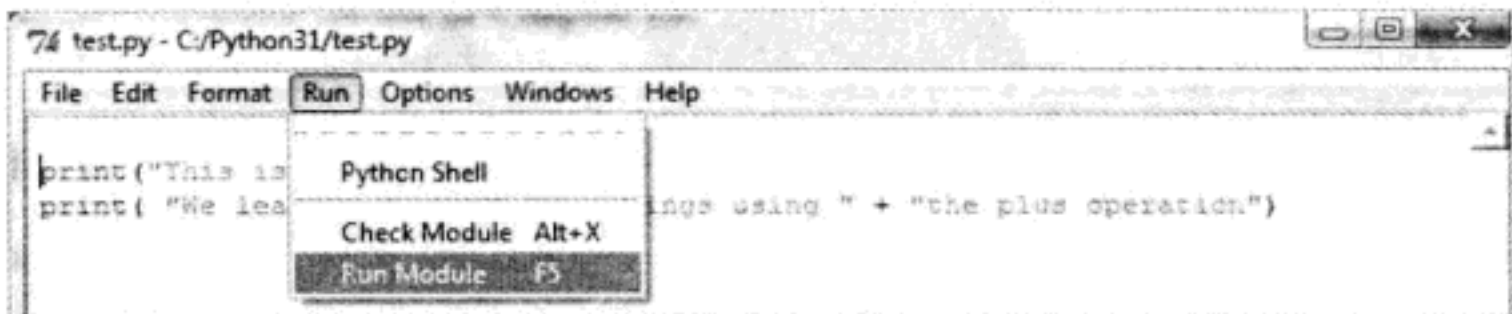 7% test.py - C:/Python31/test.py
File Edit Format Run Options Windows Help
print("This is
Python Shell
print( "We lea ings using " + "the plus operation")
Check Module Alt+X
Run Module F5